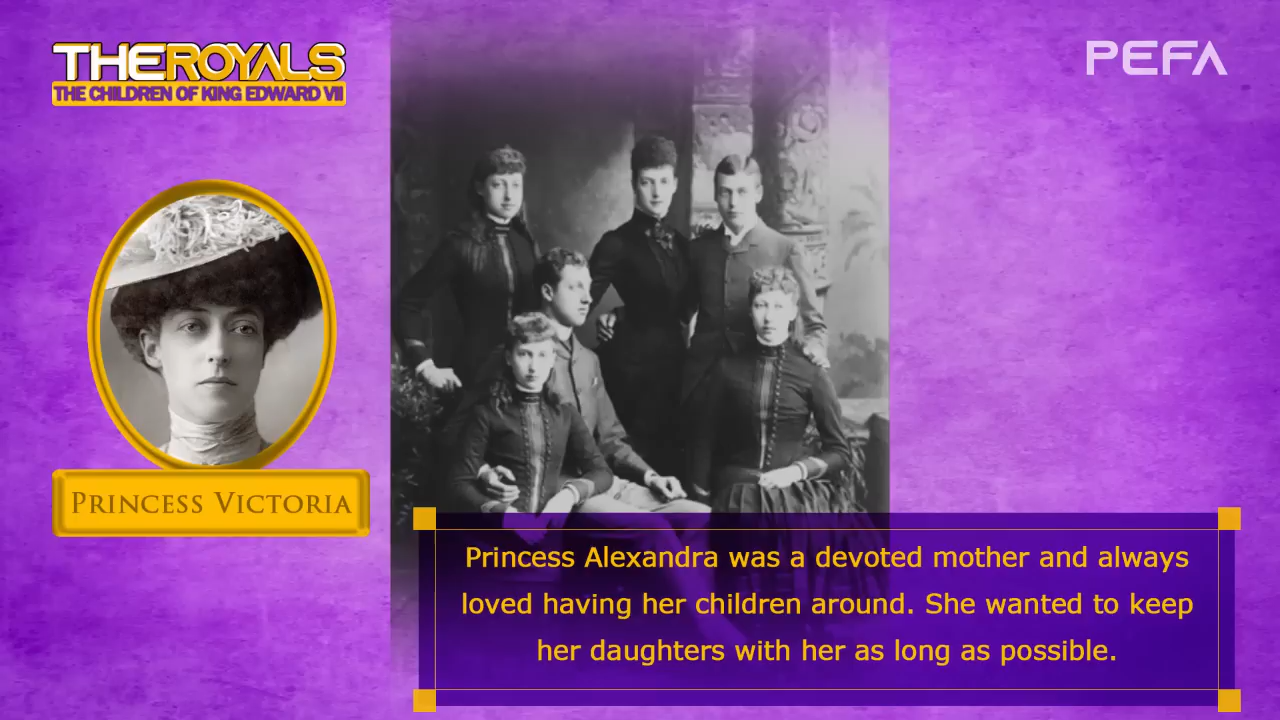 THEROYALS
THE CHILDREN OF KING EDWARD VII
PEFA
PRINCESS VICTORIA
Princess Alexandra was a devoted mother and always
loved having her children around. She wanted to keep
her daughters with her as long as possible.